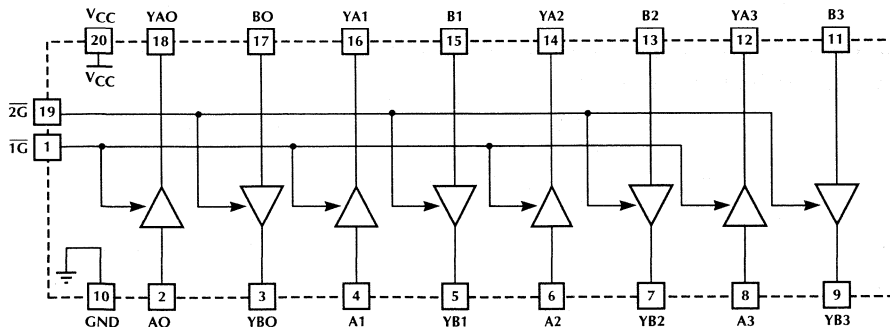 VCC YAO BO YA1 B1 YA2 B2 YA3 B3
20 18 17 16 15 14 13 12 11
VCC
2G 19
1G 1
10 2 3 4 5 6 7 8 9
GND AO YBO A1 YB1 A2 YB2 A3 YB3